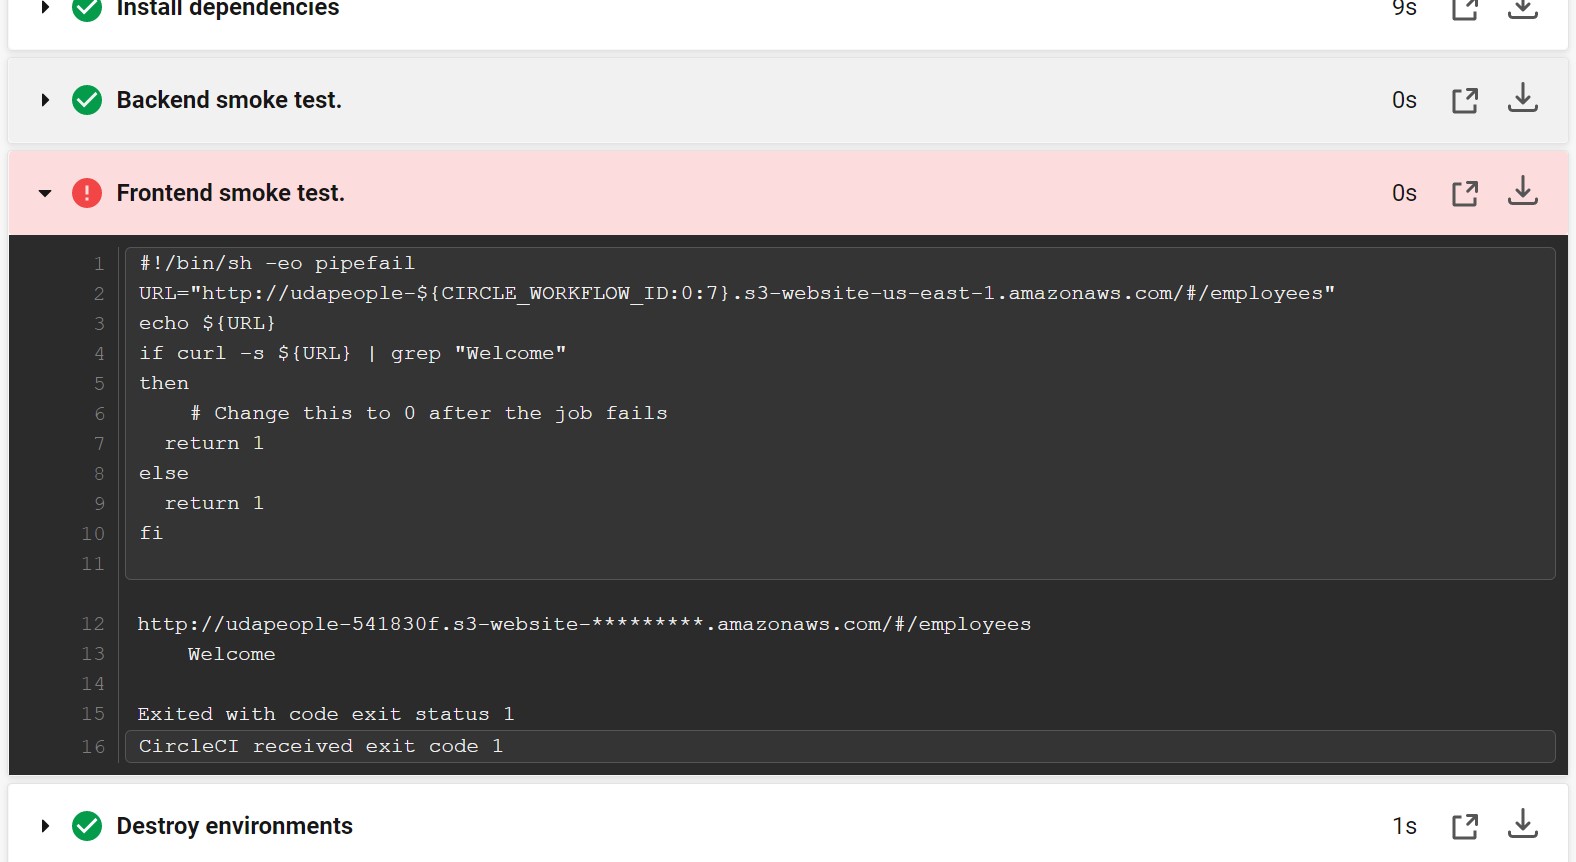 Install dependencies 9s
Backend smoke test. 0s
Frontend smoke test. 0s
1 #!/bin/sh -eo pipefail
2 URL="http://udapeople-${CIRCLE_WORKFLOW_ID:0:7}.s3-website-us-east-1.amazonaws.com/#/employees"
3 echo ${URL}
4 if curl -s ${URL} | grep "Welcome"
5 then
6     # Change this to 0 after the job fails
7   return 1
8 else
9   return 1
10 fi
11
12 http://udapeople-541830f.s3-website-*********.amazonaws.com/#/employees
13     Welcome
14
15 Exited with code exit status 1
16 CircleCI received exit code 1
Destroy environments 1s